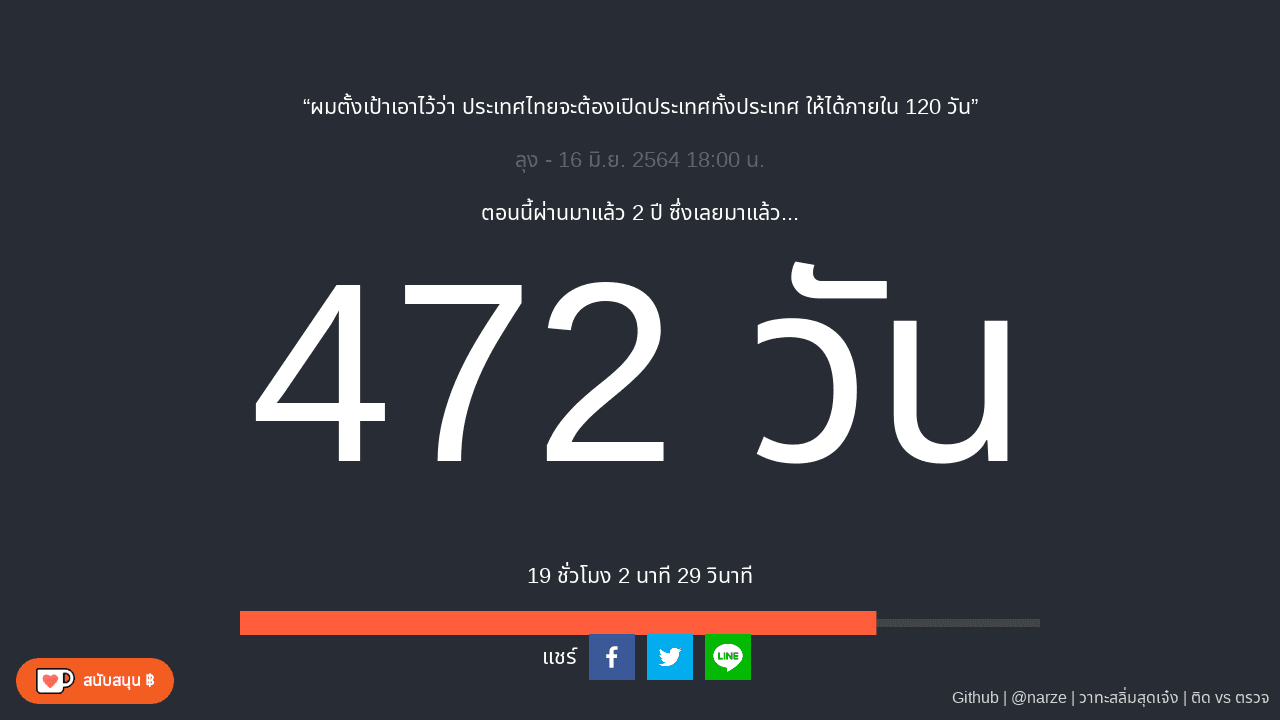 “ผมตั้งเป้าเอาไว้ว่า ประเทศไทยจะต้องเปิดประเทศทั้งประเทศ ให้ได้ภายใน 120 วัน”
ลุง - 16 มิ.ย. 2564 18:00 น.
ตอนนี้ผ่านมาแล้ว 2 ปี ซึ่งเลยมาแล้ว...
472 วัน
19 ชั่วโมง 2 นาที 29 วินาที
แชร์
LINE
สนับสนุน ฿
Github | @narze | วาทะสลิ่มสุดเจ๋ง | ติด vs ตรวจ